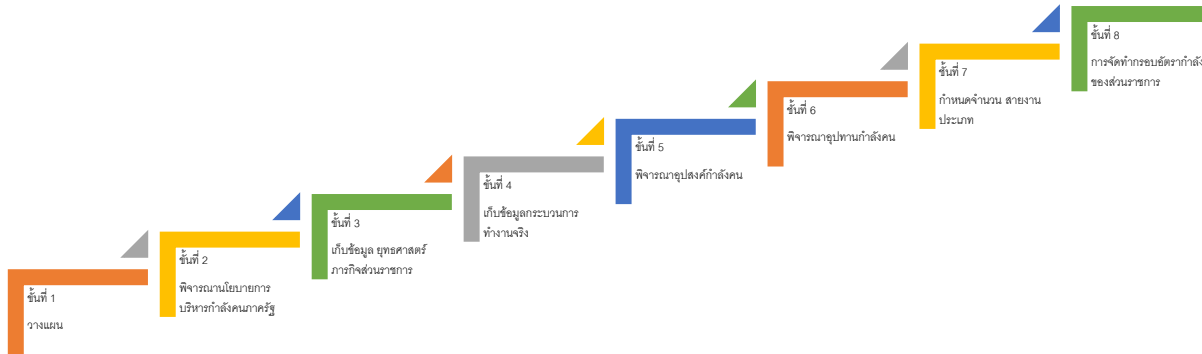 ชั้นที่ 1
วางแผน
ชั้นที่ 2
พิจารณานโยบายการ
บริหารกำลังคนภาครัฐ
ชั้นที่ 3
เก็บข้อมูล ยุทธศาสตร์
ภารกิจส่วนราชการ
ชั้นที่ 4
เก็บข้อมูลกระบวนการ
ทำงานจริง
ชั้นที่ 5
พิจารณาอุปสงค์กำลังคน
ชั้นที่ 6
พิจารณาอุปทานกำลังคน
ชั้นที่ 7
กำหนดจำนวน สายงาน
ประเภท
ชั้นที่ 8
การจัดทำกรอบอัตรากำลัง
ของส่วนราชการ